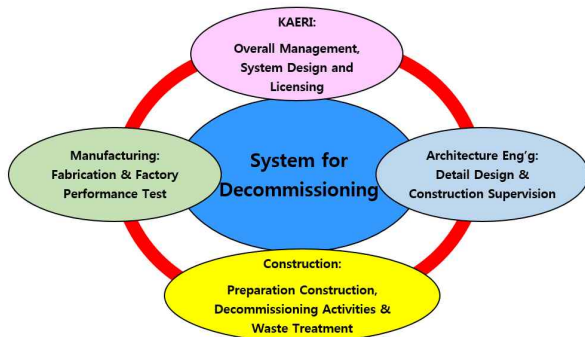 KAERI:
Overall Management,
System Design and
Licensing
Manufacturing:
Fabrication & Factory
Performance Test
System for
Decommissioning
Architecture Eng'g:
Detail Design &
Construction Supervision
Construction:
Preparation Construction,
Decommissioning Activities &
Waste Treatment